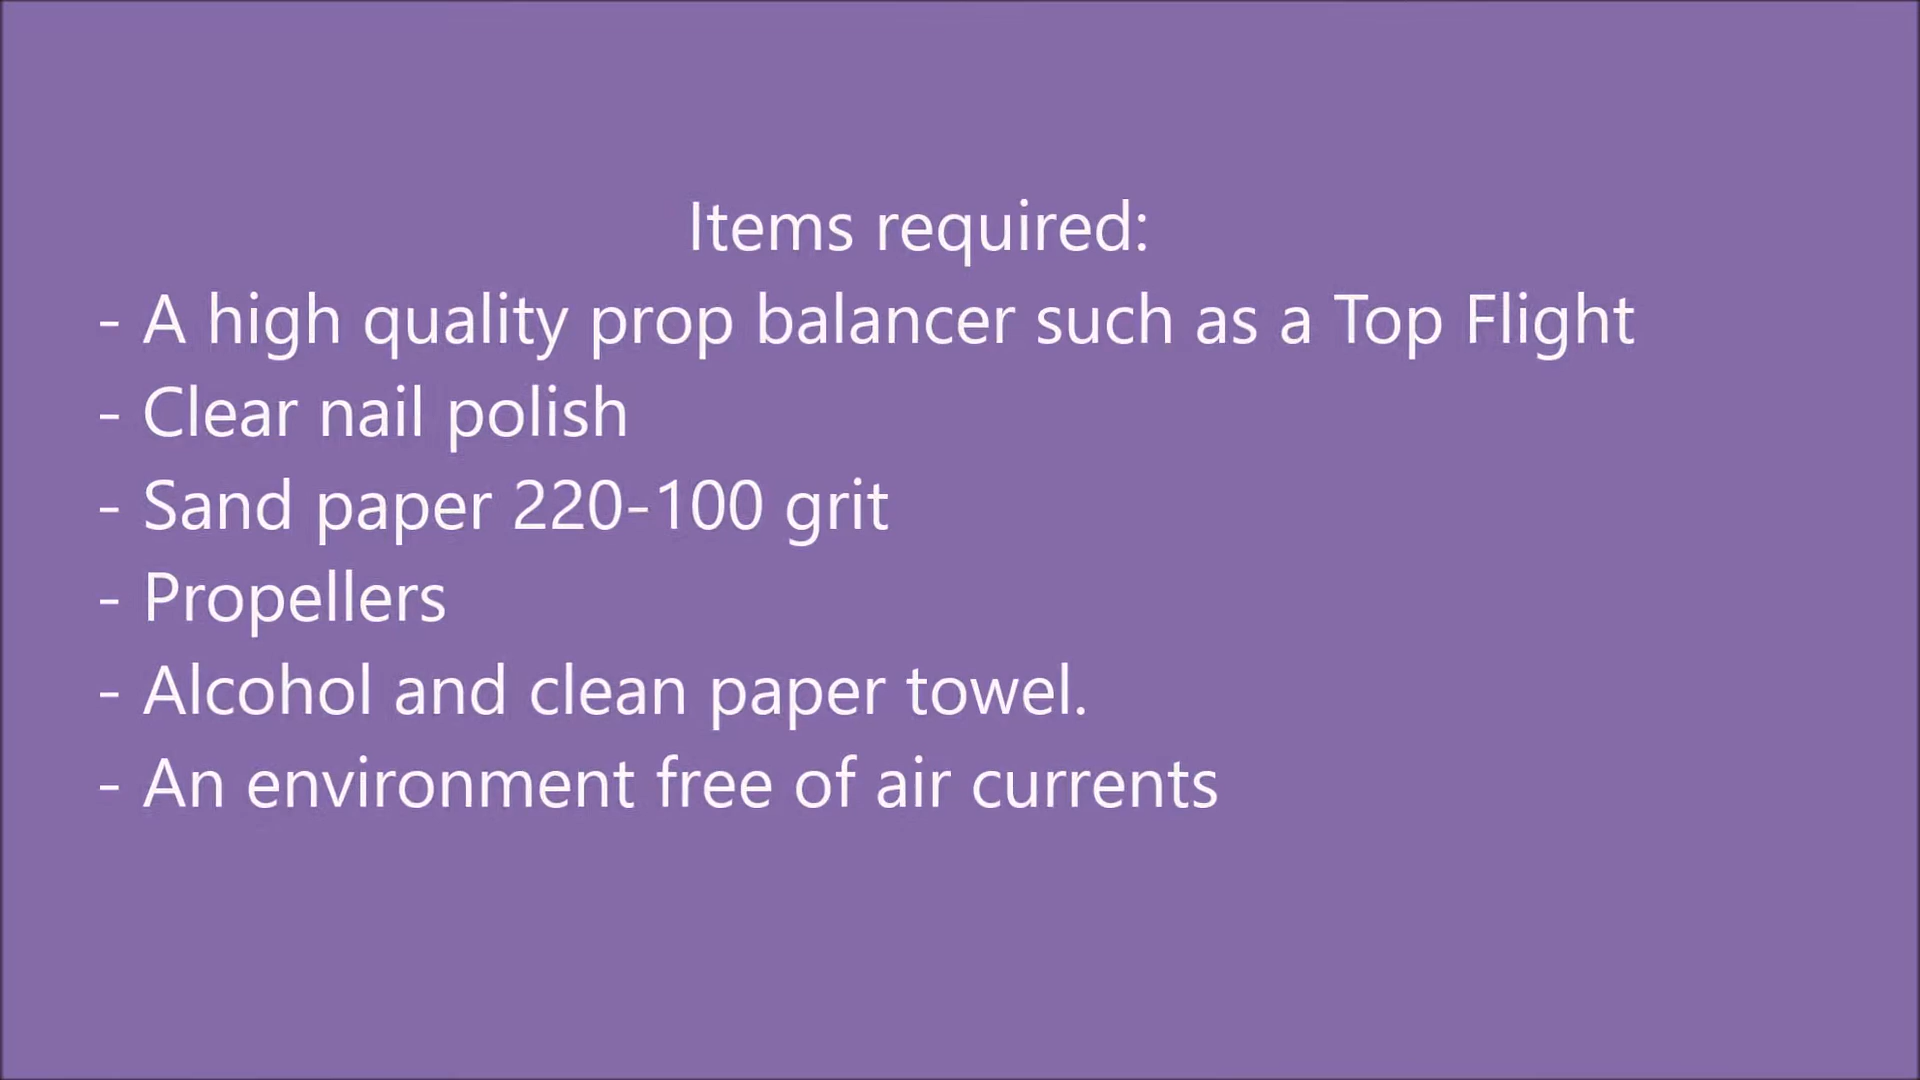 Items required:
- A high quality prop balancer such as a Top Flight
- Clear nail polish
- Sand paper 220-100 grit
- Propellers
- Alcohol and clean paper towel.
- An environment free of air currents